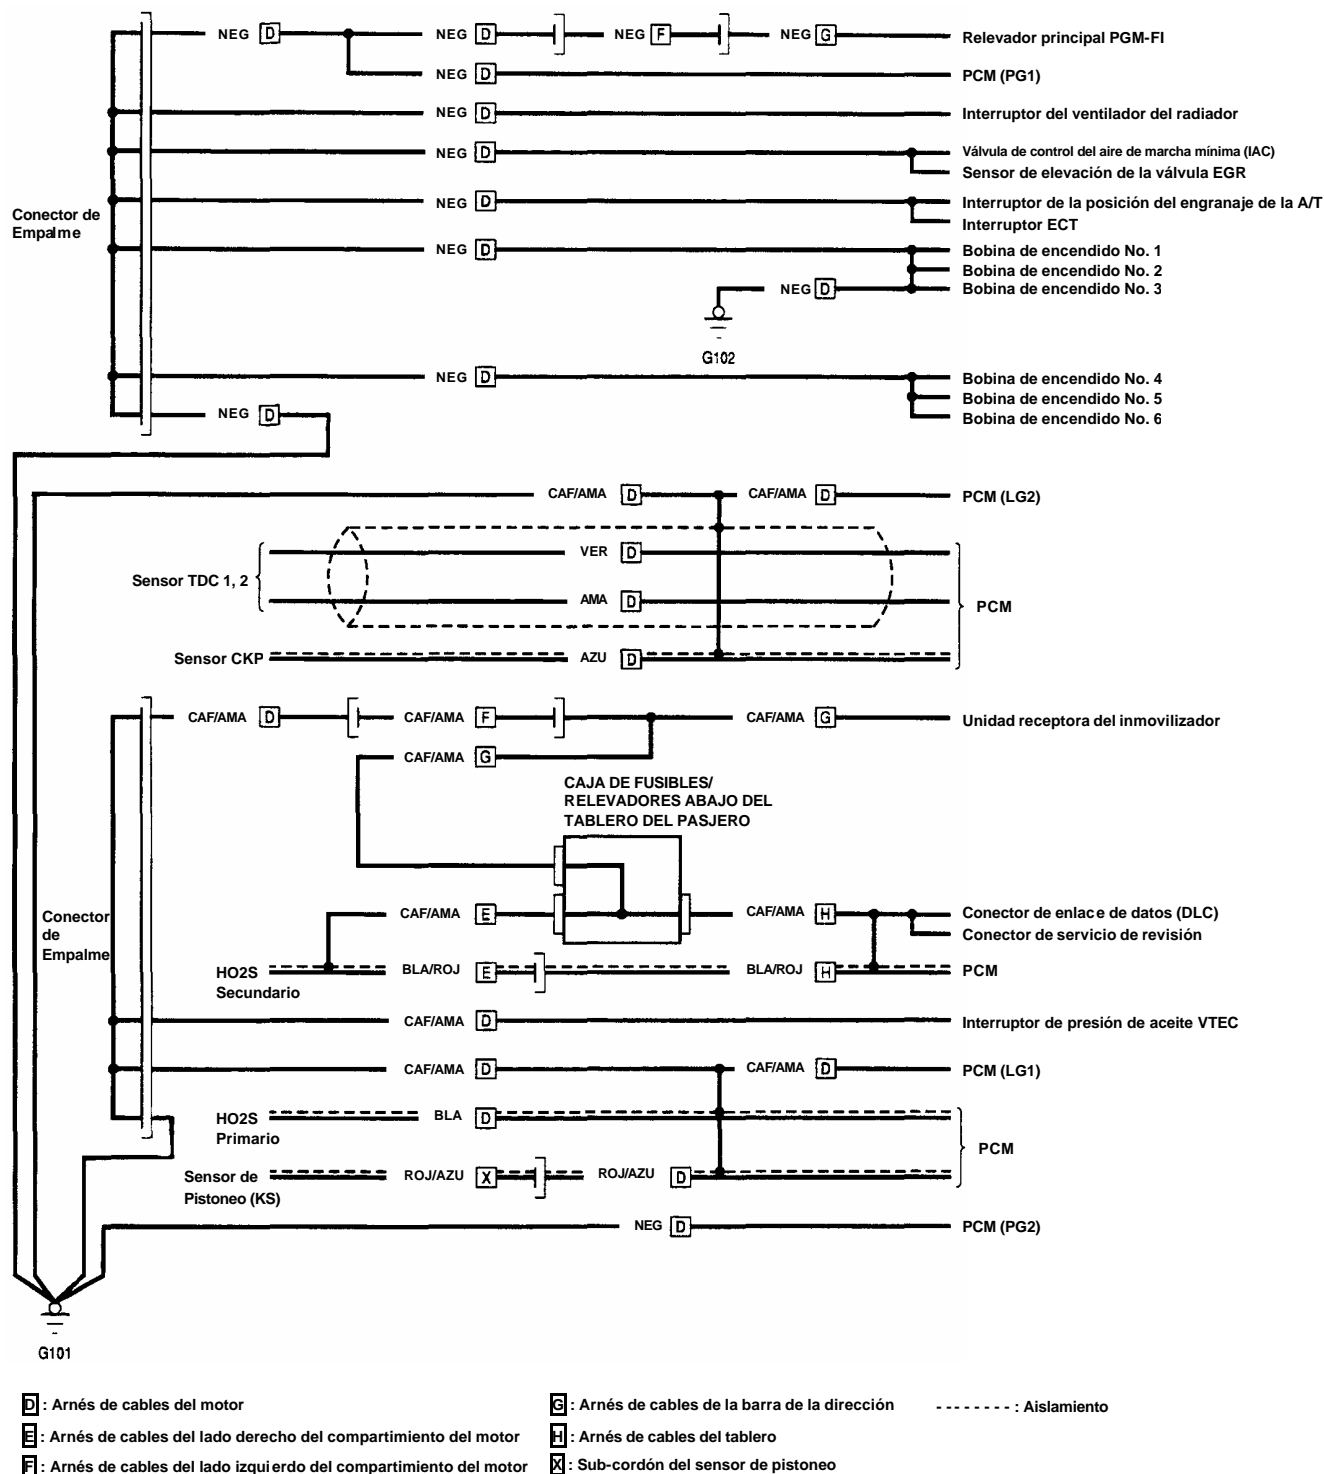 NEG D NEG D NEG F NEG G Relevador principal PGM-FI
NEG D PCM (PG1)
NEG D Interruptor del ventilador del radiador
NEG D Válvula de control del aire de marcha mínima (IAC)
Sensor de elevación de la válvula EGR
NEG D Interruptor de la posición del engranaje de la A/T
Interruptor ECT
Conector de
Empalme
NEG D Bobina de encendido No. 1
Bobina de encendido No. 2
NEG D Bobina de encendido No. 3
G102
NEG D Bobina de encendido No. 4
Bobina de encendido No. 5
NEG D Bobina de encendido No. 6
CAF/AMA D CAF/AMA D PCM (LG2)
VER D
Sensor TDC 1, 2
AMA D
PCM
Sensor CKP AZU D
CAF/AMA D CAF/AMA F CAF/AMA G Unidad receptora del inmovilizador
CAF/AMA G
CAJA DE FUSIBLES/
RELEVADORES ABAJO DEL
TABLERO DEL PASJERO
Conector
de
Empalme
CAF/AMA E CAF/AMA H Conector de enlace de datos (DLC)
Conector de servicio de revisión
HO2S
Secundario
BLA/ROJ E BLA/ROJ H PCM
CAF/AMA D Interruptor de presión de aceite VTEC
CAF/AMA D CAF/AMA D PCM (LG1)
HO2S
Primario
BLA D
PCM
Sensor de
Pistoneo (KS)
ROJ/AZU X ROJ/AZU D
NEG D PCM (PG2)
G101
D : Arnés de cables del motor
E : Arnés de cables del lado derecho del compartimiento del motor
F : Arnés de cables del lado izquierdo del compartimiento del motor
G : Arnés de cables de la barra de la dirección
H : Arnés de cables del tablero
X : Sub-cordón del sensor de pistoneo
- - - - - - - - : Aislamiento